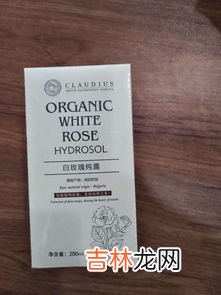 CLAUDIUS
ORGANIC
WHITE
ROSE
HYDROSOL
白玫瑰纯露
Raw material origin: Bulgaria
净含量：200ml
吉林龙网